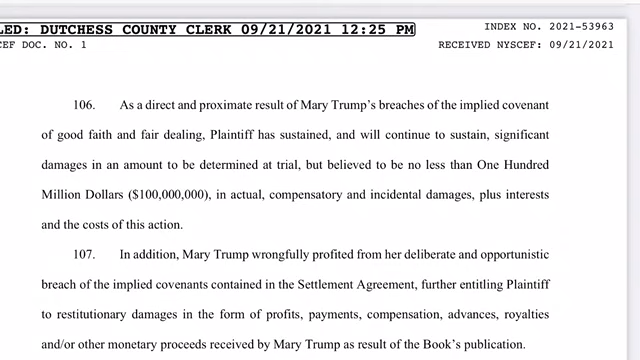 LED: DUTCHESS COUNTY CLERK 09/21/2021 12:25 PM
INDEX NO. 2021-53963
CEF DOC. NO. 1
RECEIVED NYSCEF: 09/21/2021
106. As a direct and proximate result of Mary Trump’s breaches of the implied covenant
of good faith and fair dealing, Plaintiff has sustained, and will continue to sustain, significant
damages in an amount to be determined at trial, but believed to be no less than One Hundred
Million Dollars ($100,000,000), in actual, compensatory and incidental damages, plus interests
and the costs of this action.
107. In addition, Mary Trump wrongfully profited from her deliberate and opportunistic
breach of the implied covenants contained in the Settlement Agreement, further entitling Plaintiff
to restitutionary damages in the form of profits, payments, compensation, advances, royalties
and/or other monetary proceeds received by Mary Trump as result of the Book’s publication.